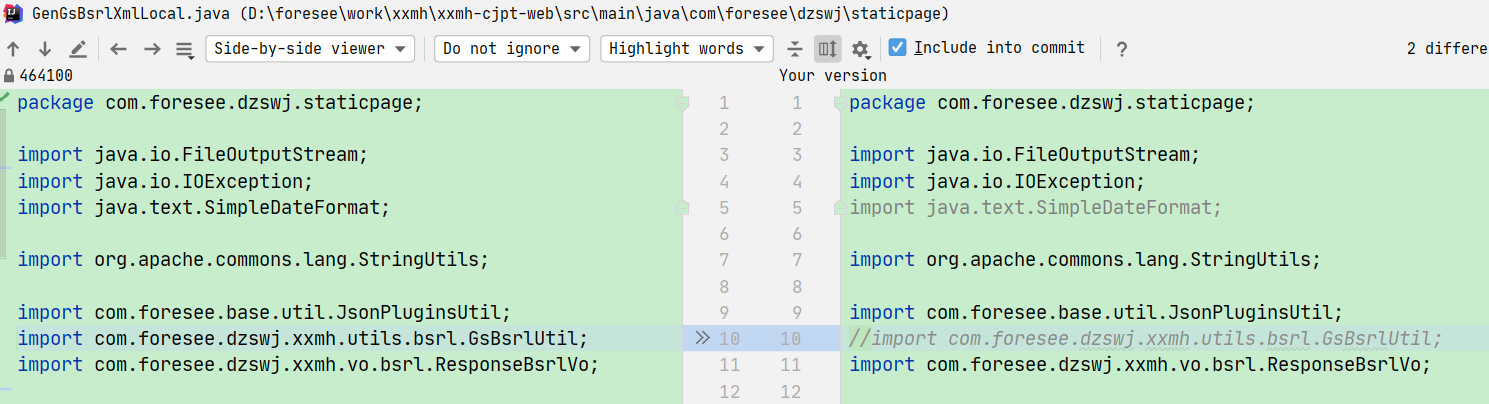 GenGsBsrlXmlLocal.java (D:\foresee\work\xxmh\xxmh-cjpt-web\src\main\java\com\foresee\dzswj\staticpage)
Side-by-side viewer Do not ignore Highlight words Include into commit ? 2 differe
464100 Your version
package com.foresee.dzswj.staticpage; 1 1 package com.foresee.dzswj.staticpage;
2 2
import java.io.FileOutputStream; 3 3 import java.io.FileOutputStream;
import java.io.IOException; 4 4 import java.io.IOException;
import java.text.SimpleDateFormat; 5 5 import java.text.SimpleDateFormat;
6 6
import org.apache.commons.lang.StringUtils; 7 7 import org.apache.commons.lang.StringUtils;
8 8
import com.foresee.base.util.JsonPluginsUtil; 9 9 import com.foresee.base.util.JsonPluginsUtil;
import com.foresee.dzswj.xxmh.utils.bsrl.GsBsrlUtil; 10 10 //import com.foresee.dzswj.xxmh.utils.bsrl.GsBsrlUtil;
import com.foresee.dzswj.xxmh.vo.bsrl.ResponseBsrlVo; 11 11 import com.foresee.dzswj.xxmh.vo.bsrl.ResponseBsrlVo;
12 12